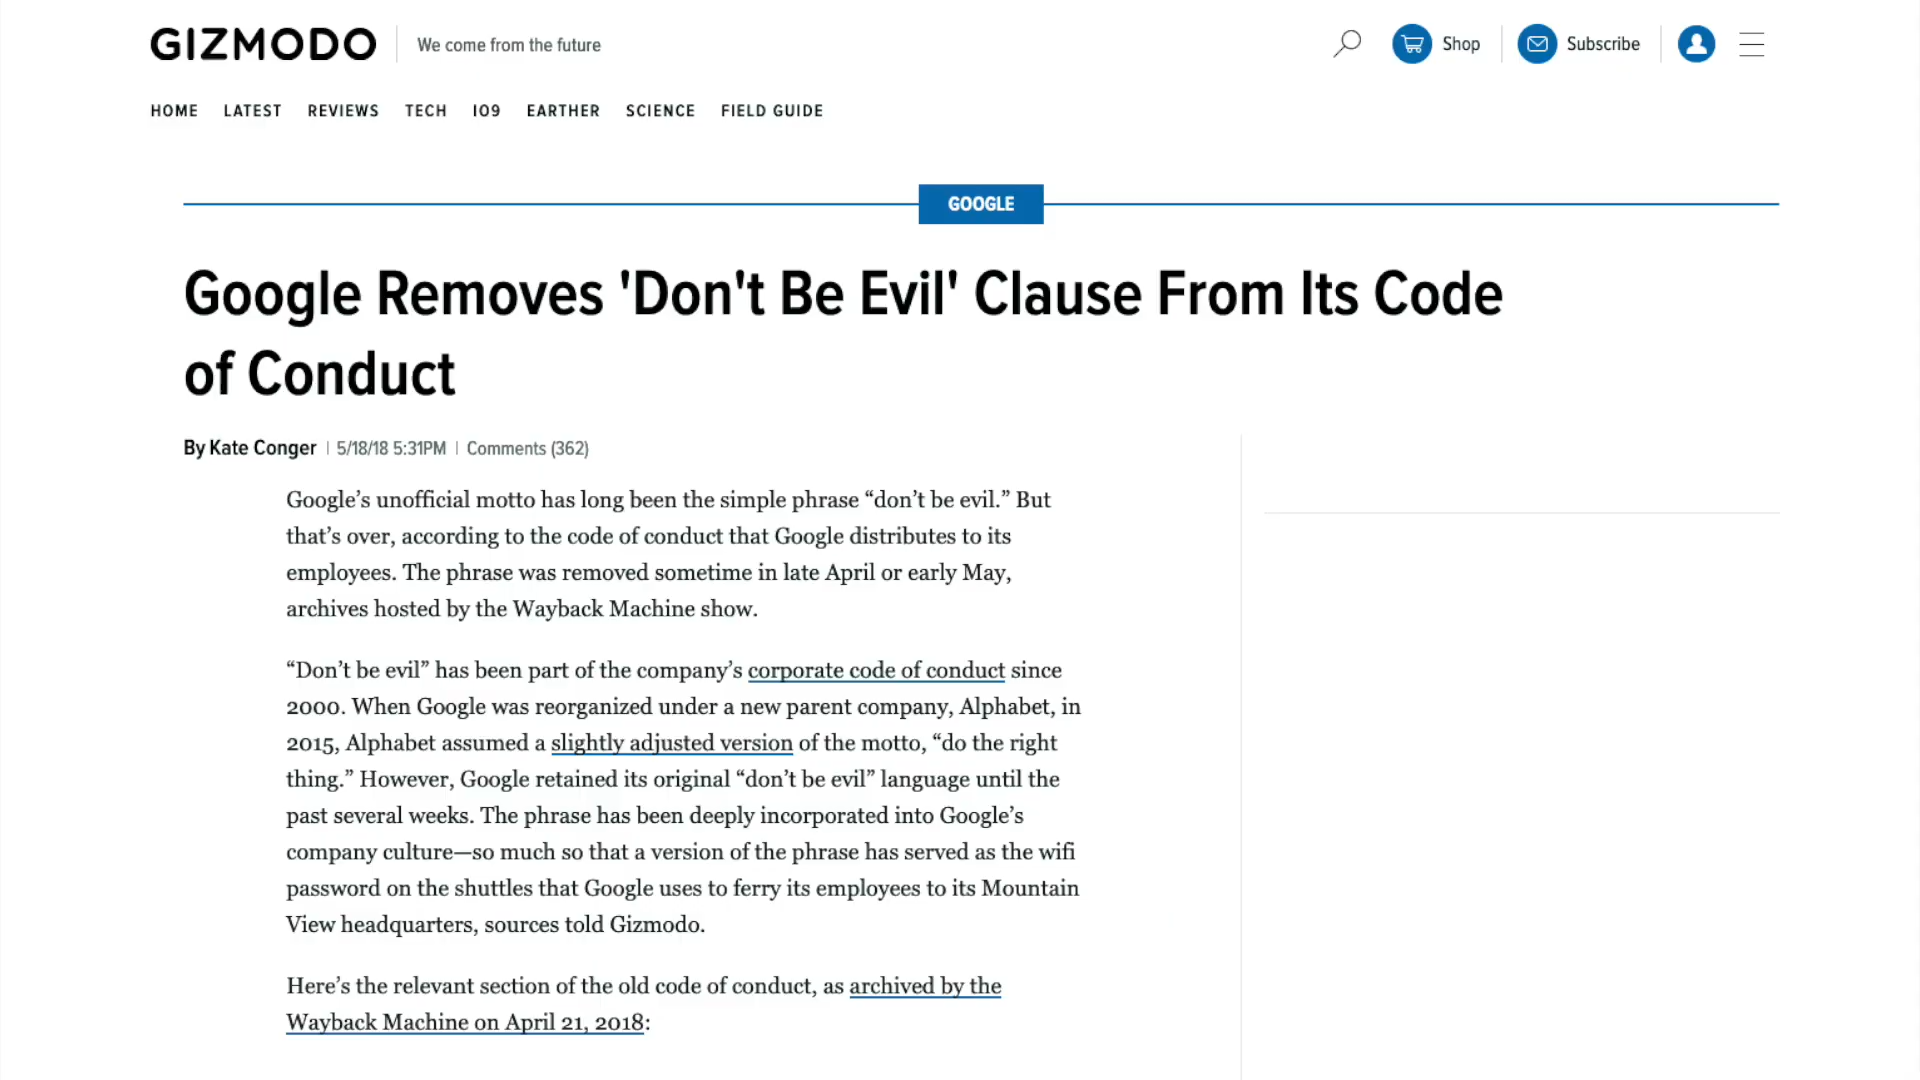 GIZMODO
We come from the future
Shop
Subscribe
HOME LATEST REVIEWS TECH IO9 EARTHER SCIENCE FIELD GUIDE
GOOGLE
Google Removes 'Don't Be Evil' Clause From Its Code
of Conduct
By Kate Conger | 5/18/18 5:31PM | Comments (362)
Google’s unofficial motto has long been the simple phrase “don’t be evil.” But
that’s over, according to the code of conduct that Google distributes to its
employees. The phrase was removed sometime in late April or early May,
archives hosted by the Wayback Machine show.
“Don’t be evil” has been part of the company’s corporate code of conduct since
2000. When Google was reorganized under a new parent company, Alphabet, in
2015, Alphabet assumed a slightly adjusted version of the motto, “do the right
thing.” However, Google retained its original “don’t be evil” language until the
past several weeks. The phrase has been deeply incorporated into Google’s
company culture—so much so that a version of the phrase has served as the wifi
password on the shuttles that Google uses to ferry its employees to its Mountain
View headquarters, sources told Gizmodo.
Here’s the relevant section of the old code of conduct, as archived by the
Wayback Machine on April 21, 2018: